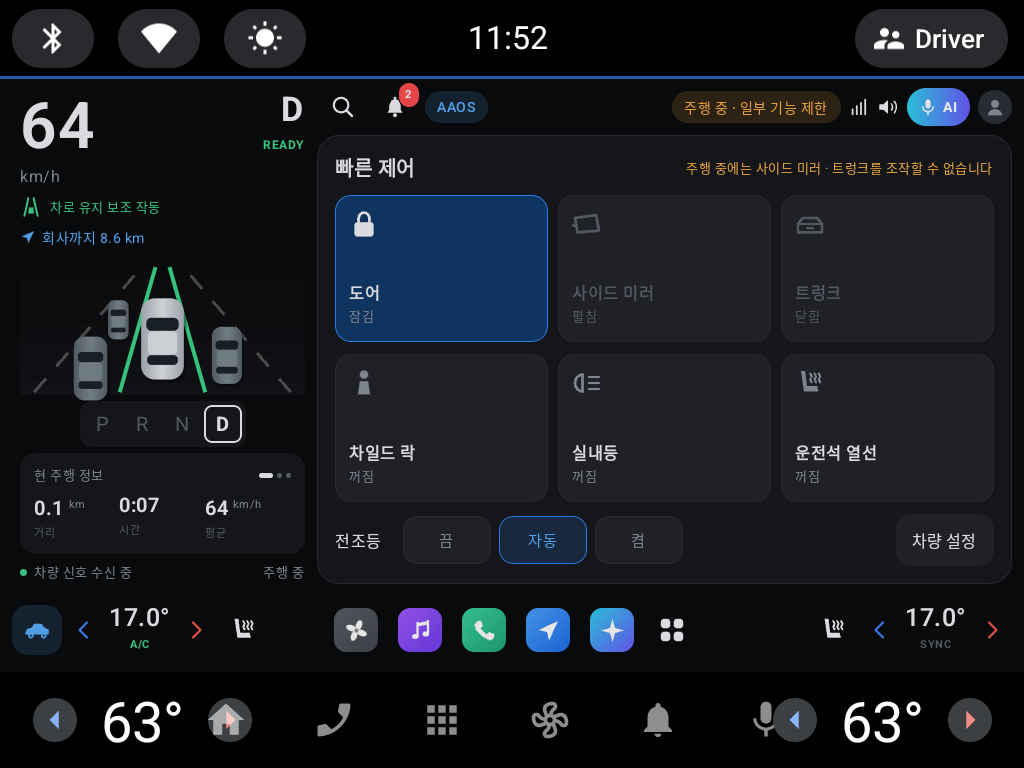 11:52
Driver
64
D
READY
km/h
차로 유지 보조 작동
회사까지 8.6 km
P R N D
현 주행 정보
0.1 km
거리
0:07
시간
64 km/h
평균
차량 신호 수신 중
주행 중
2
AAOS
주행 중 · 일부 기능 제한
AI
빠른 제어
주행 중에는 사이드 미러 · 트렁크를 조작할 수 없습니다
도어
잠김
사이드 미러
펼침
트렁크
닫힘
차일드 락
꺼짐
실내등
꺼짐
운전석 열선
꺼짐
전조등
끔
자동
켬
차량 설정
17.0°
A/C
17.0°
SYNC
63°
63°